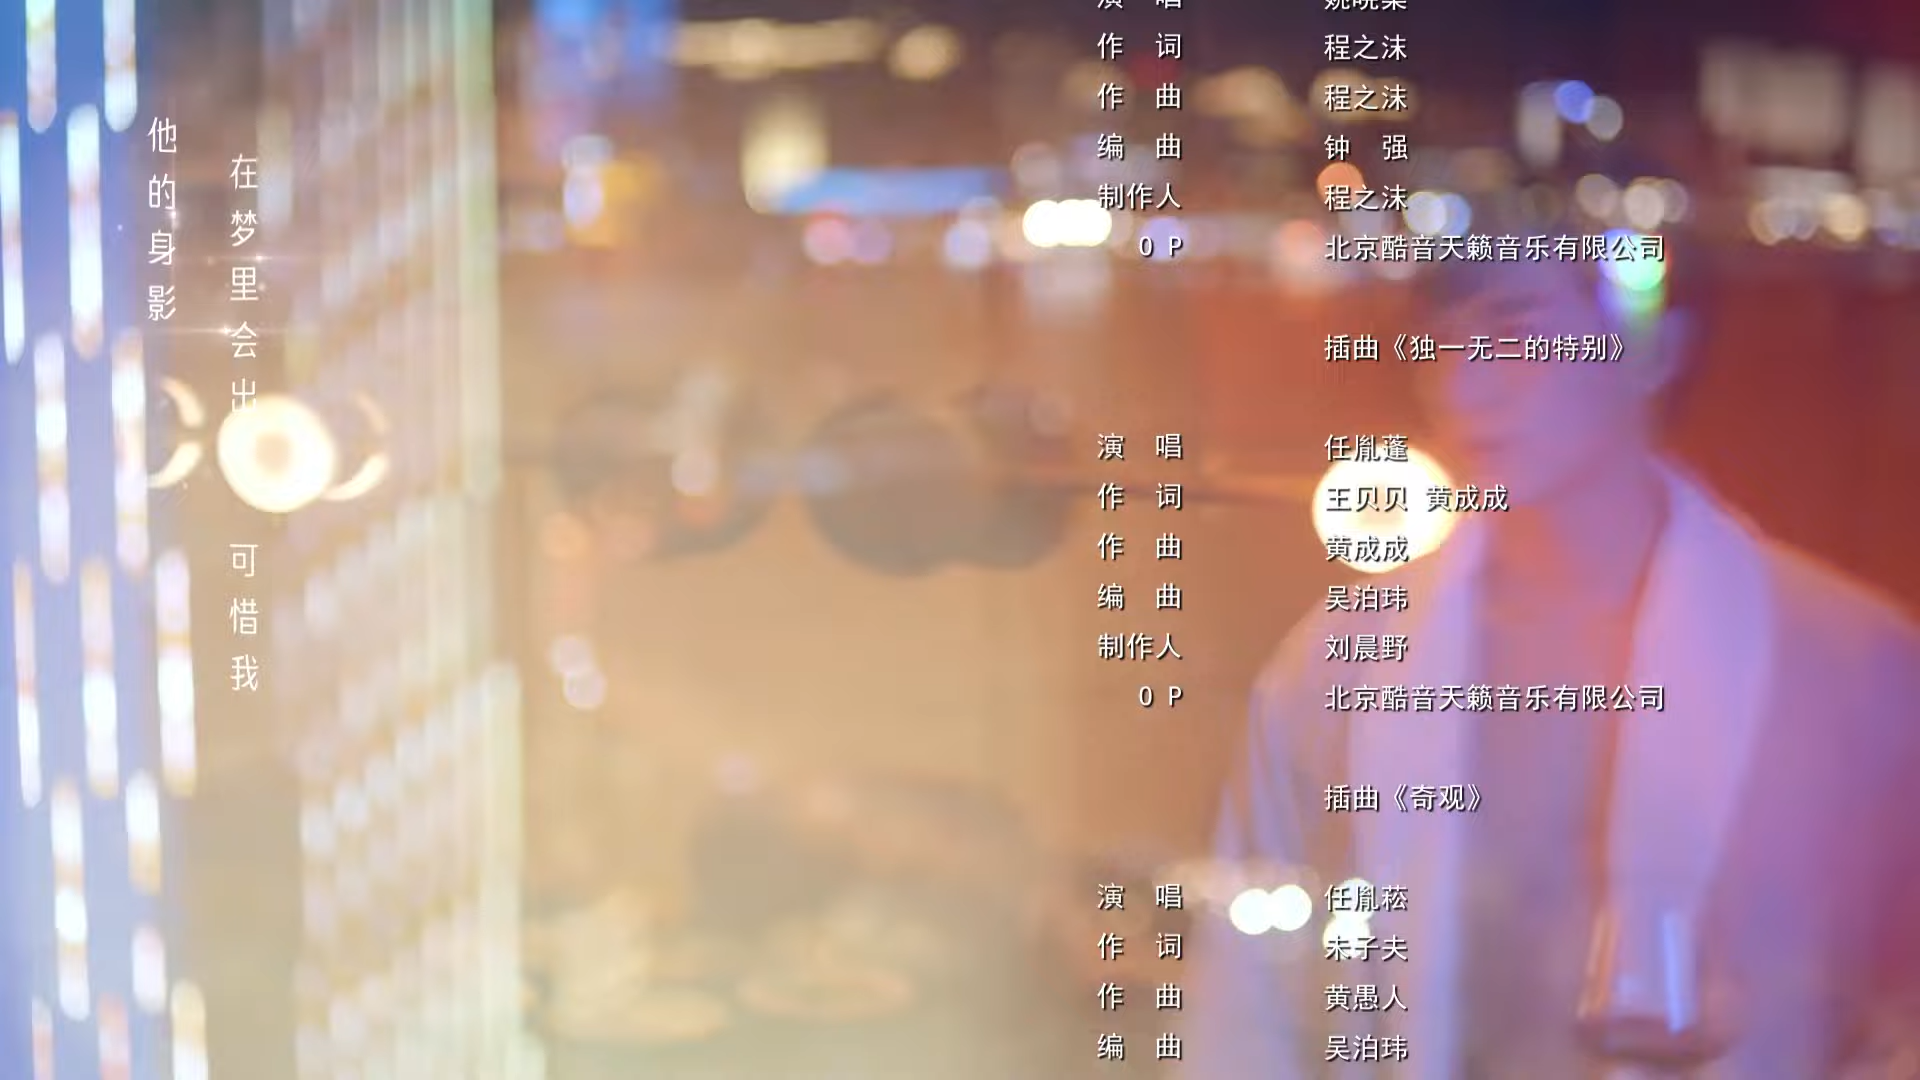 他的身影
在梦里会出
可惜我
作 词 程之沫
作 曲 程之沫
编 曲 钟 强
制作人 程之沫
O P 北京酷音天籁音乐有限公司
插曲《独一无二的特别》
演 唱 任胤蓬
作 词 王贝贝 黄成成
作 曲 黄成成
编 曲 吴泊玮
制作人 刘晨野
O P 北京酷音天籁音乐有限公司
插曲《奇观》
演 唱 任胤菘
作 词 朱子夫
作 曲 黄愚人
编 曲 吴泊玮